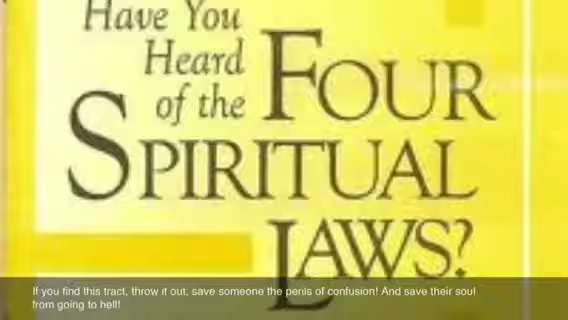 Have You
Heard
of the FOUR
SPIRITUAL
LAWS?
If you find this tract, throw it out, save someone the penis of confusion! And save their soul
from going to hell!